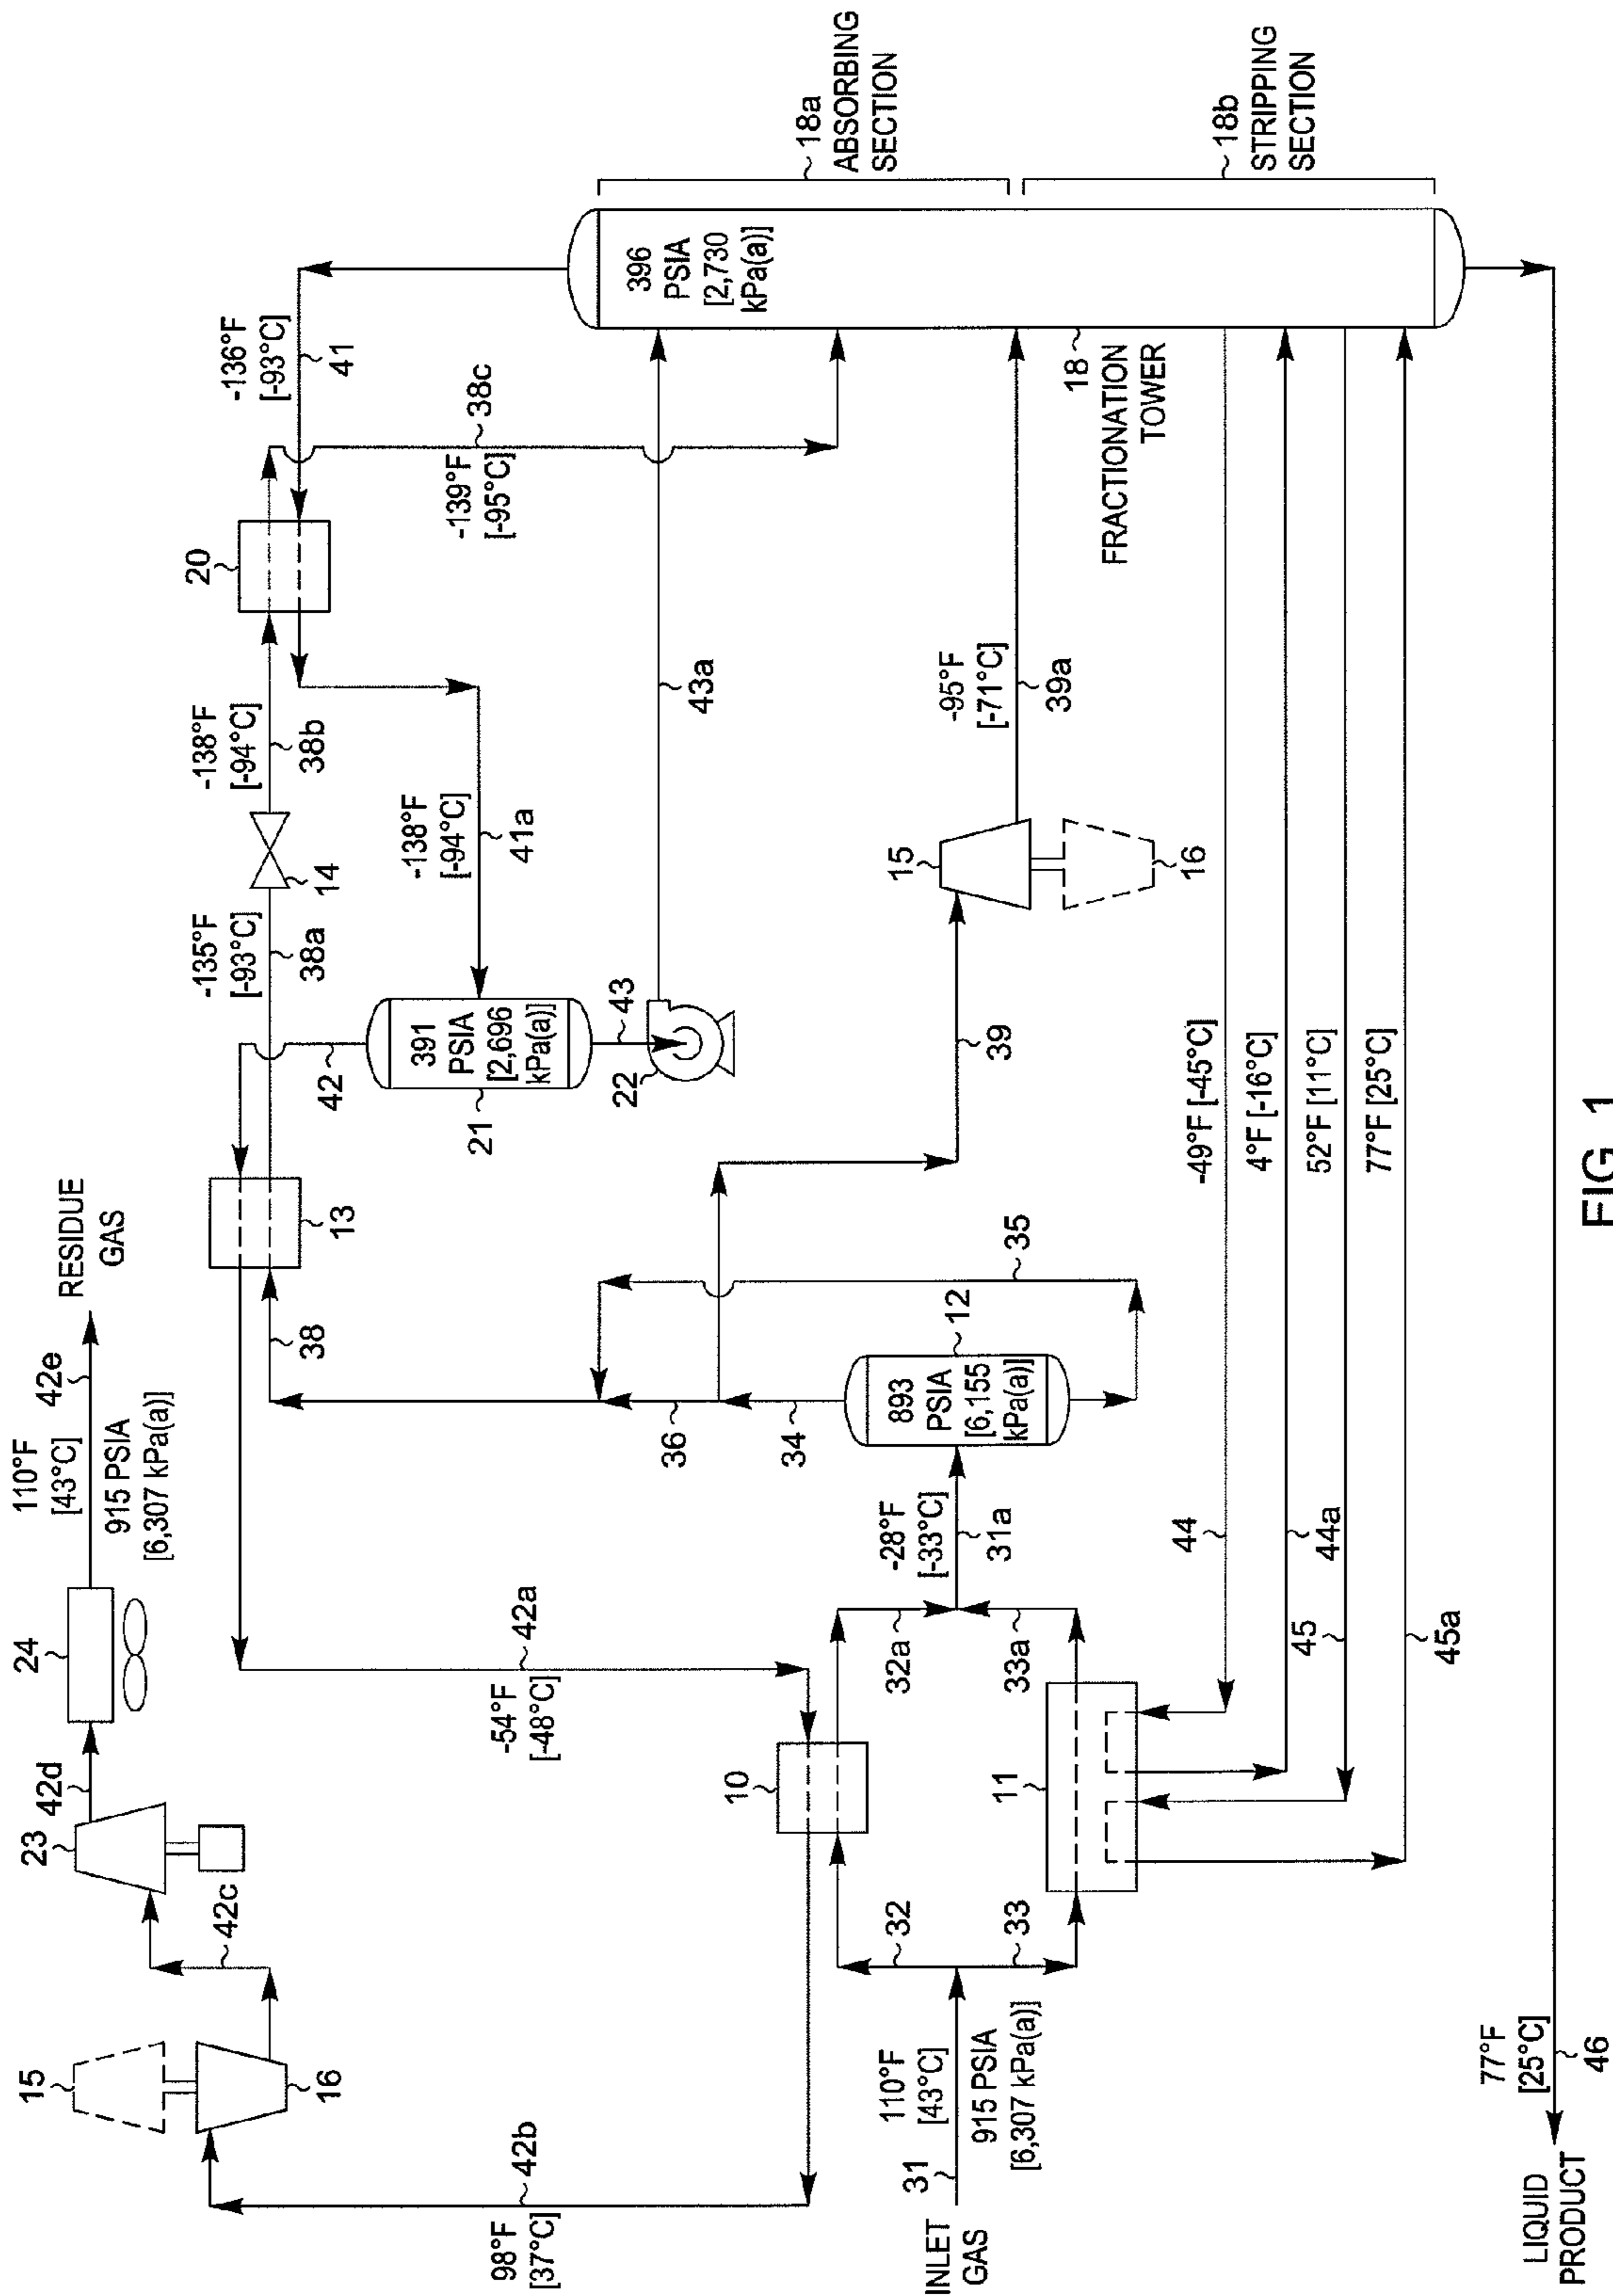 FIG. 1
RESIDUE
GAS
110°F
[43°C]
42e
915 PSIA
[6,307 kPa(a)]
24
42d
23
42c
15
16
98°F
[37°C]
42b
-54°F
[-48°C]
42a
10
13
38
-135°F
[-93°C]
38a
14
-138°F
[-94°C]
38b
20
-136°F
[-93°C]
41
-139°F
[-95°C]
38c
-138°F
[-94°C]
41a
42
391
PSIA
[2,696
kPa(a)]
21
43
22
43a
396
PSIA
[2,730
kPa(a)]
18a
ABSORBING
SECTION
18b
STRIPPING
SECTION
18
FRACTIONATION
TOWER
-95°F
[-71°C]
39a
15
16
39
35
36
34
12
893
PSIA
[6,155
kPa(a)]
-28°F
[-33°C]
31a
32a
33a
11
32
33
INLET
GAS
31
110°F
[43°C]
915 PSIA
[6,307 kPa(a)]
-49°F [-45°C]
44
4°F [-16°C]
44a
52°F [11°C]
45
77°F [25°C]
45a
LIQUID
PRODUCT
77°F
[25°C]
46